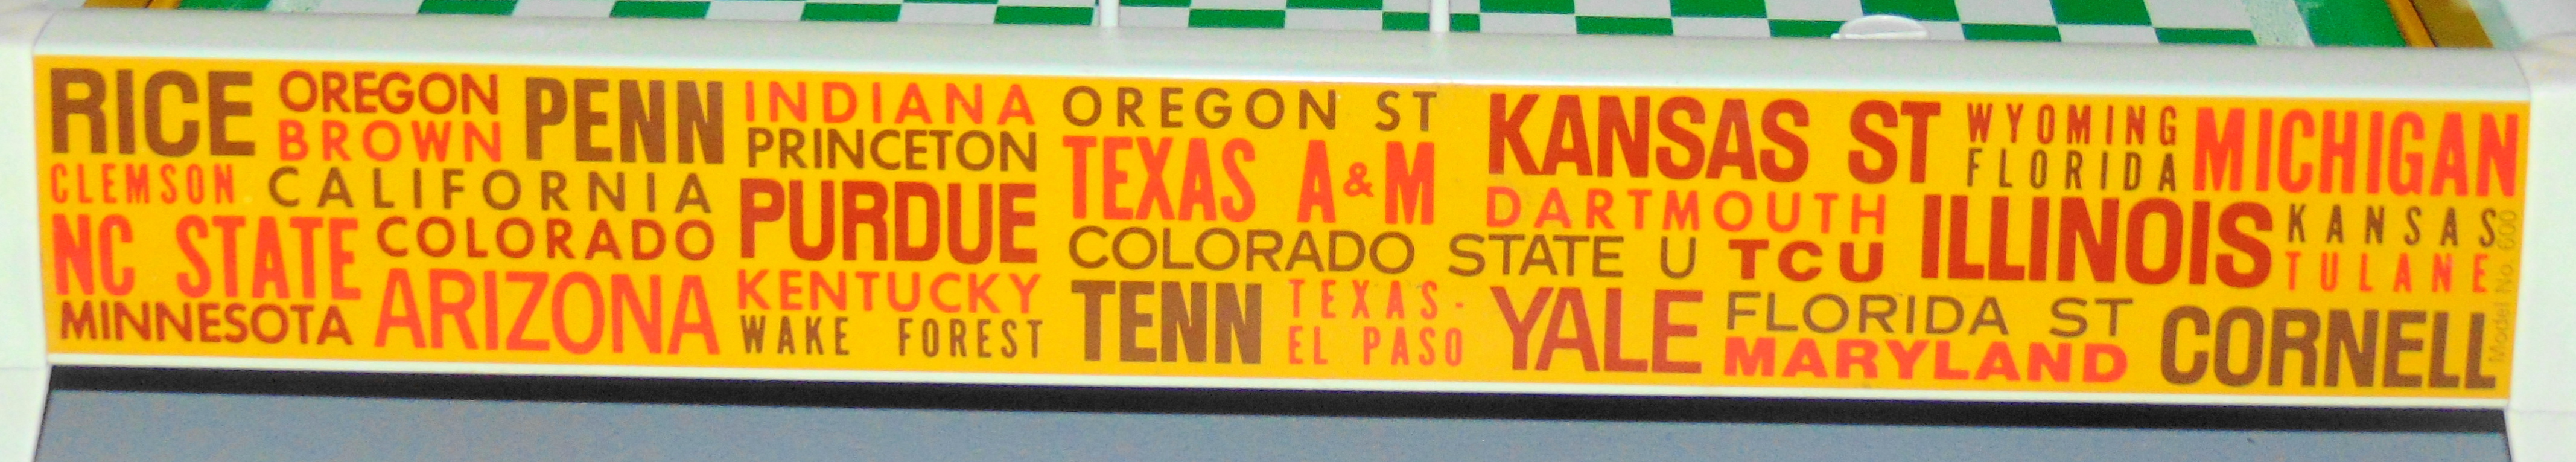 RICE OREGON PENN INDIANA OREGON ST KANSAS ST WYOMING MICHIGAN
BROWN PRINCETON TEXAS A&M FLORIDA
CLEMSON CALIFORNIA PURDUE DARTMOUTH ILLINOIS KANSAS
NC STATE COLORADO COLORADO STATE U TCU TULANE
MINNESOTA ARIZONA KENTUCKY TENN TEXAS- YALE FLORIDA ST CORNELL
WAKE FOREST EL PASO MARYLAND
Model No. 600